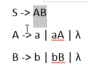 S -> AB
A -> a | aA | λ
B -> b | bB | λ